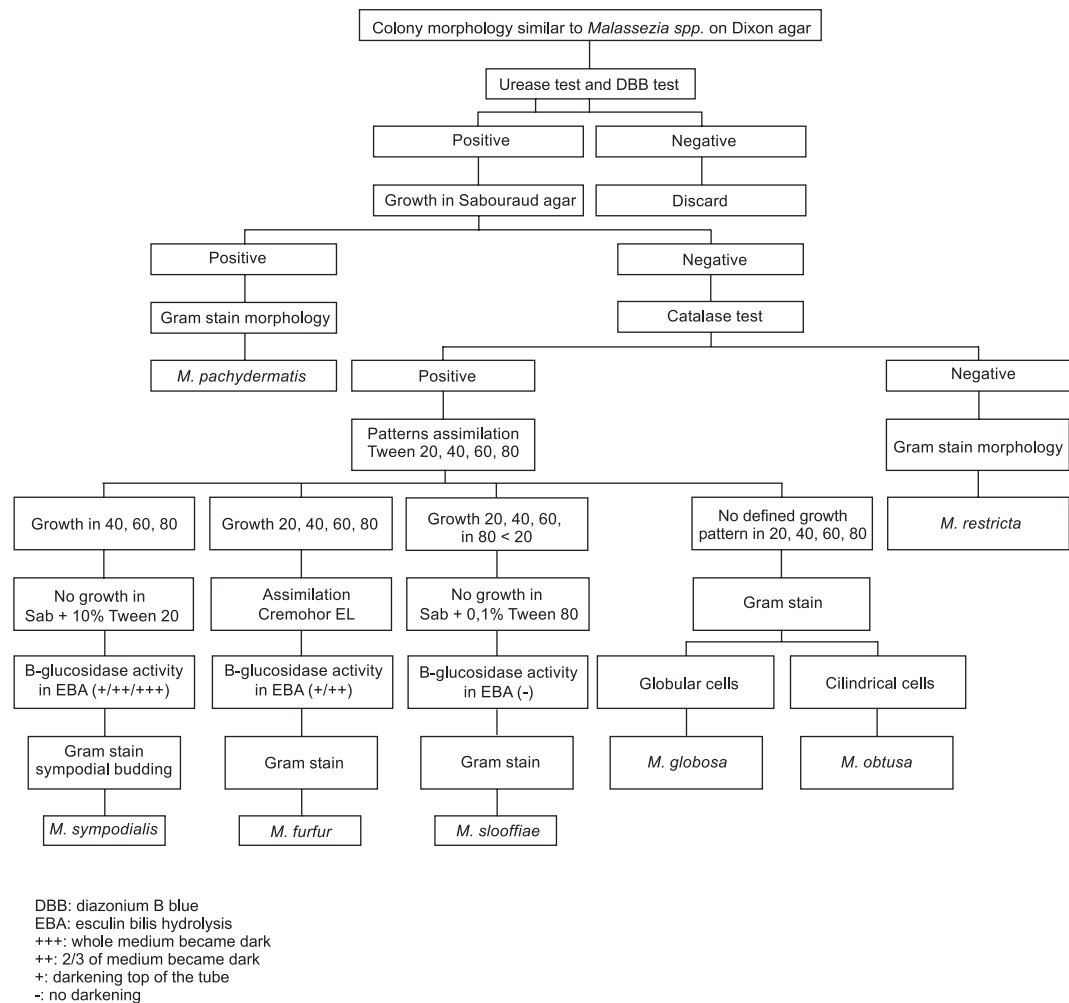 Colony morphology similar to Malassezia spp. on Dixon agar
Urease test and DBB test
Positive
Negative
Growth in Sabouraud agar
Discard
Positive
Negative
Gram stain morphology
Catalase test
M. pachydermatis
Positive
Negative
Patterns assimilation
Tween 20, 40, 60, 80
Gram stain morphology
M. restricta
Growth in 40, 60, 80
Growth 20, 40, 60, 80
Growth 20, 40, 60,
in 80 < 20
No defined growth
pattern in 20, 40, 60, 80
No growth in
Sab + 10% Tween 20
Assimilation
Cremohor EL
No growth in
Sab + 0,1% Tween 80
Gram stain
B-glucosidase activity
in EBA (+/++/+++)
B-glucosidase activity
in EBA (+/++)
B-glucosidase activity
in EBA (-)
Globular cells
Cilindrical cells
Gram stain
sympodial budding
Gram stain
Gram stain
M. globosa
M. obtusa
M. sympodialis
M. furfur
M. slooffiae
DBB: diazonium B blue
EBA: esculin bilis hydrolysis
+++: whole medium became dark
++: 2/3 of medium became dark
+: darkening top of the tube
-: no darkening